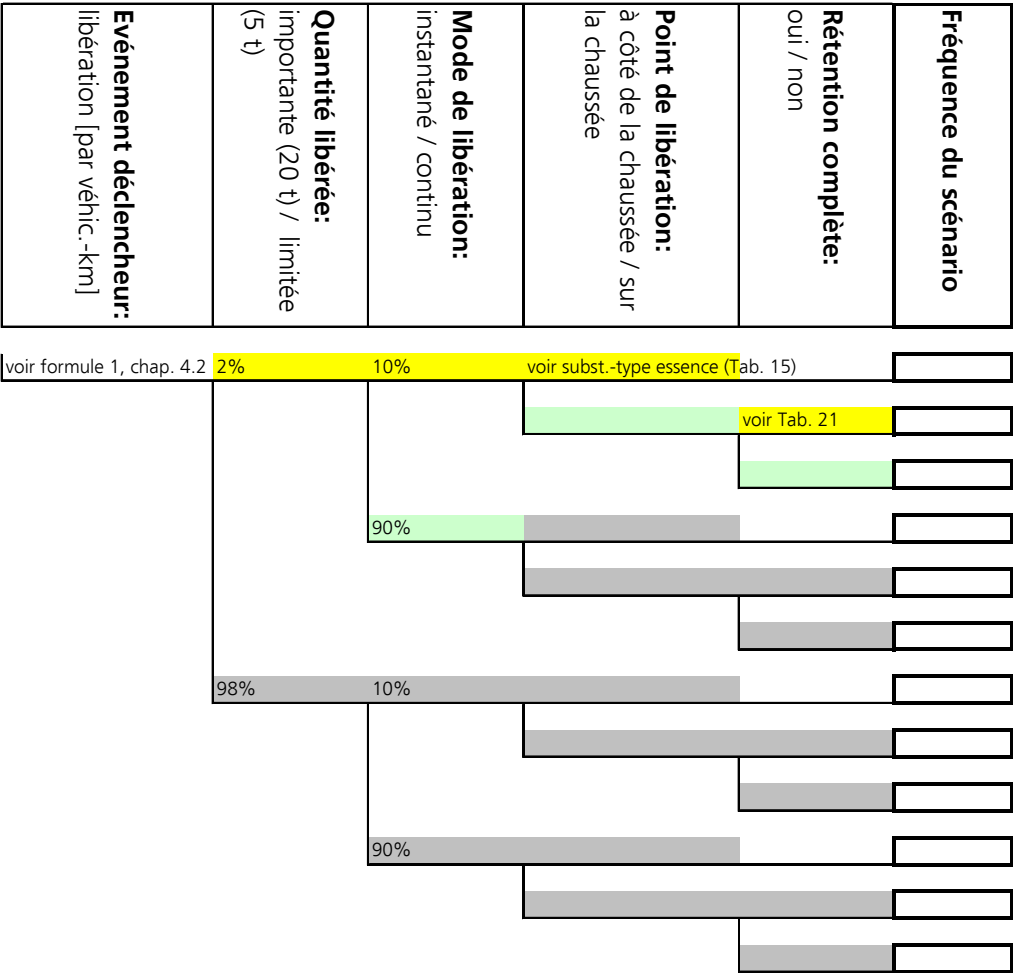 Evénement déclencheur:
libération [par véhic.-km]
Quantité libérée:
importante (20 t) / limitée
(5 t)
Mode de libération:
instantané / continu
Point de libération:
à côté de la chaussée / sur
la chaussée
Rétention complète:
oui / non
Fréquence du scénario
voir formule 1, chap. 4.2 2% 10% voir subst.-type essence (Tab. 15)
voir Tab. 21
90%
98% 10%
90%